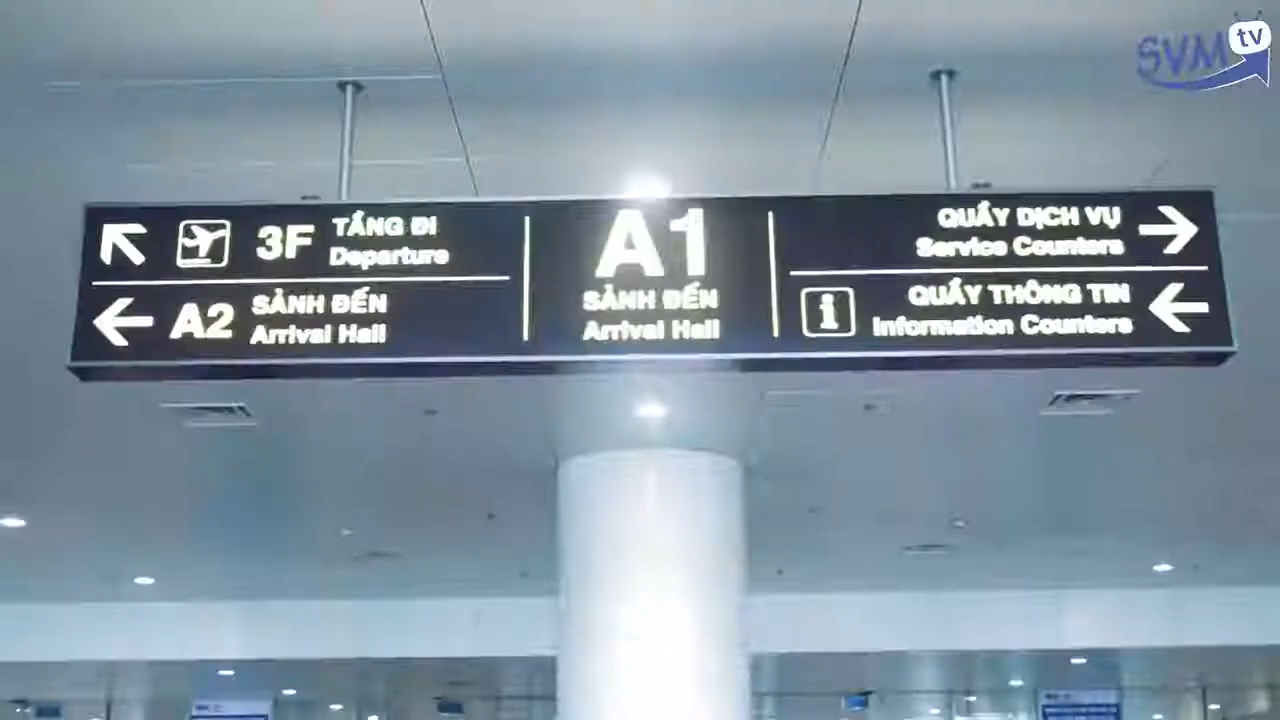 SVM tv
3F TẦNG ĐI
Departure
A2 SẢNH ĐẾN
Arrival Hall
A1
SẢNH ĐẾN
Arrival Hall
QUẦY DỊCH VỤ
Service Counters
QUẦY THÔNG TIN
Information Counters